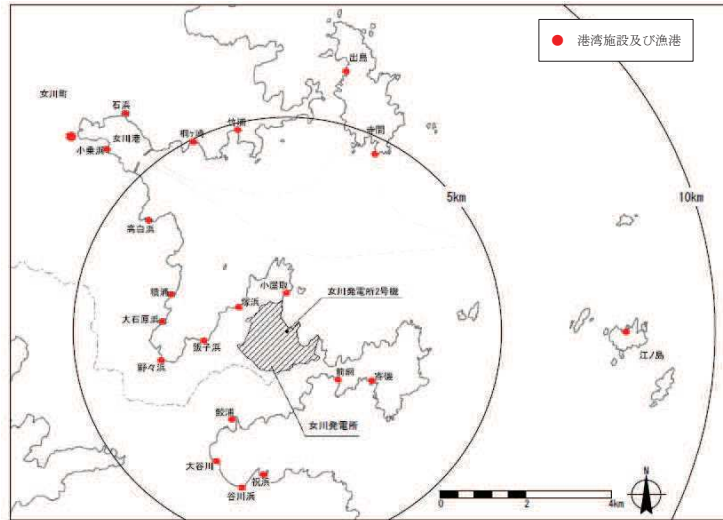 港湾施設及び漁港
出島
女川町
石浜
竹浦
桐ヶ崎
女川港
寺間
小乗浜
5km
10km
高白浜
小屋取
女川発電所2号機
横浦
塚浜
大石原浜
飯子浜
江ノ島
野々浜
前網
寄磯
鮫浦
女川発電所
大谷川
祝浜
谷川浜
N
0 2 4km